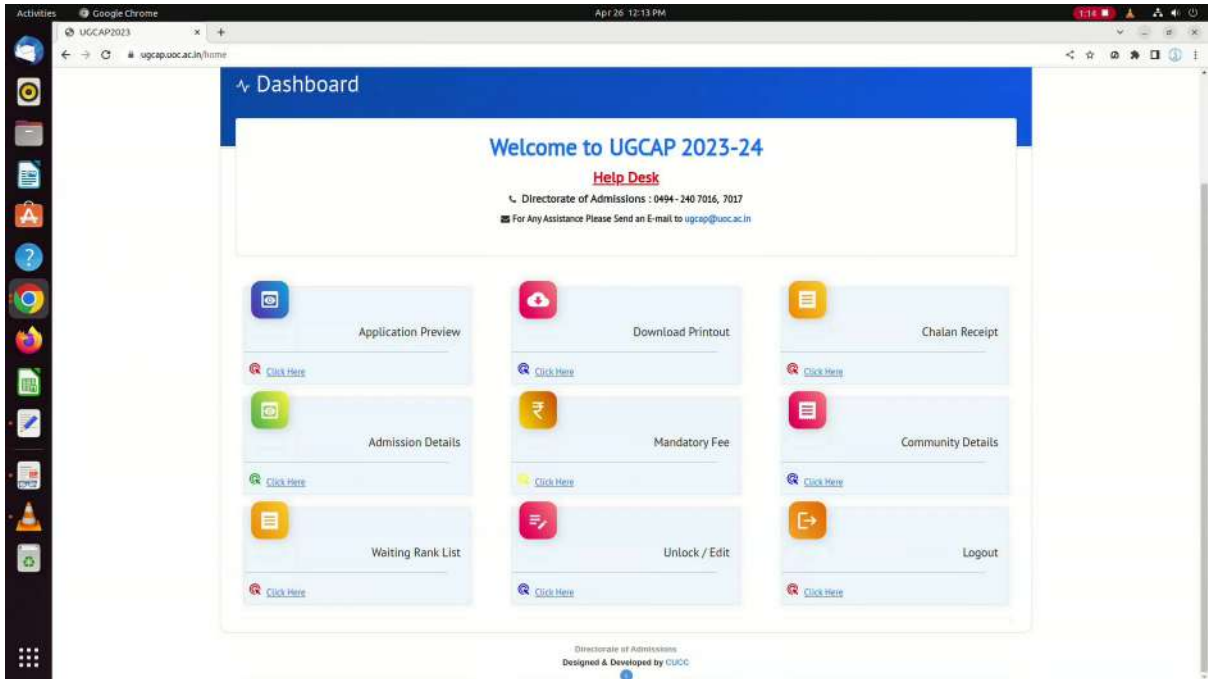 Activities Google Chrome Apr 26 12:13 PM 1:14
UGCAP2023
ugcap.uoc.ac.in/home
Dashboard
Welcome to UGCAP 2023-24
Help Desk
Directorate of Admissions : 0494 - 240 7016, 7017
For Any Assistance Please Send an E-mail to ugcap@uoc.ac.in
Application Preview
Click Here
Download Printout
Click Here
Chalan Receipt
Click Here
Admission Details
Click Here
Mandatory Fee
Click Here
Community Details
Click Here
Waiting Rank List
Click Here
Unlock / Edit
Click Here
Logout
Click Here
Directorate of Admissions
Designed & Developed by CUCC